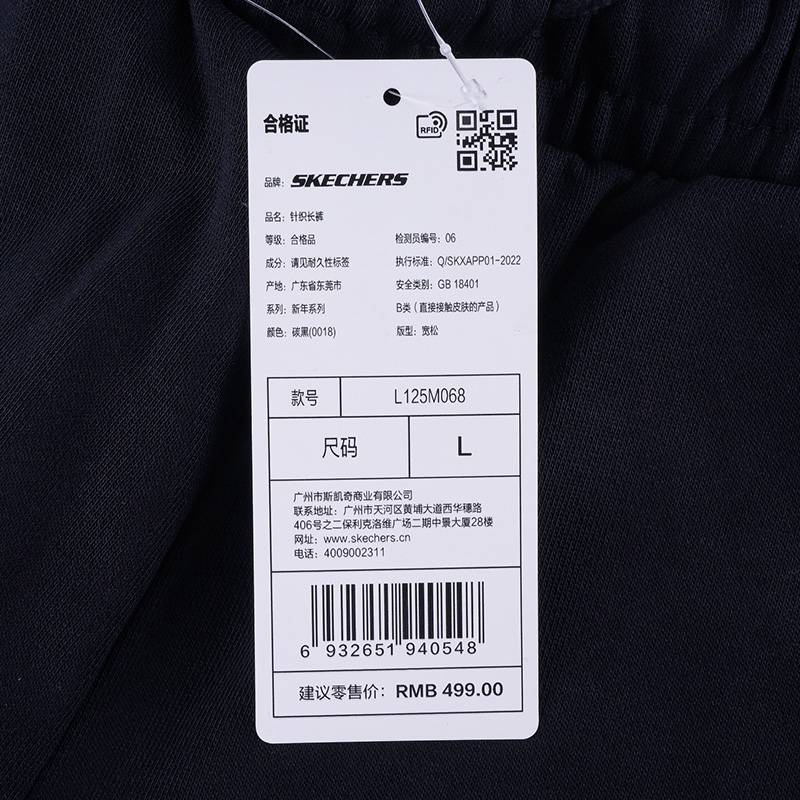 合格证
RFID
品牌: SKECHERS
品名: 针织长裤
等级: 合格品 检测员编号: 06
成分: 请见耐久性标签 执行标准: Q/SKXAPP01-2022
产地: 广东省东莞市 安全类别: GB 18401
系列: 新年系列 B类（直接接触皮肤的产品）
颜色: 碳黑(0018) 版型: 宽松
款号 L125M068
尺码 L
广州市斯凯奇商业有限公司
联系地址: 广州市天河区黄埔大道西华穗路
406号之二保利克洛维广场二期中景大厦28楼
网址: www.skechers.cn
电话: 4009002311
6 932651 940548
建议零售价: RMB 499.00